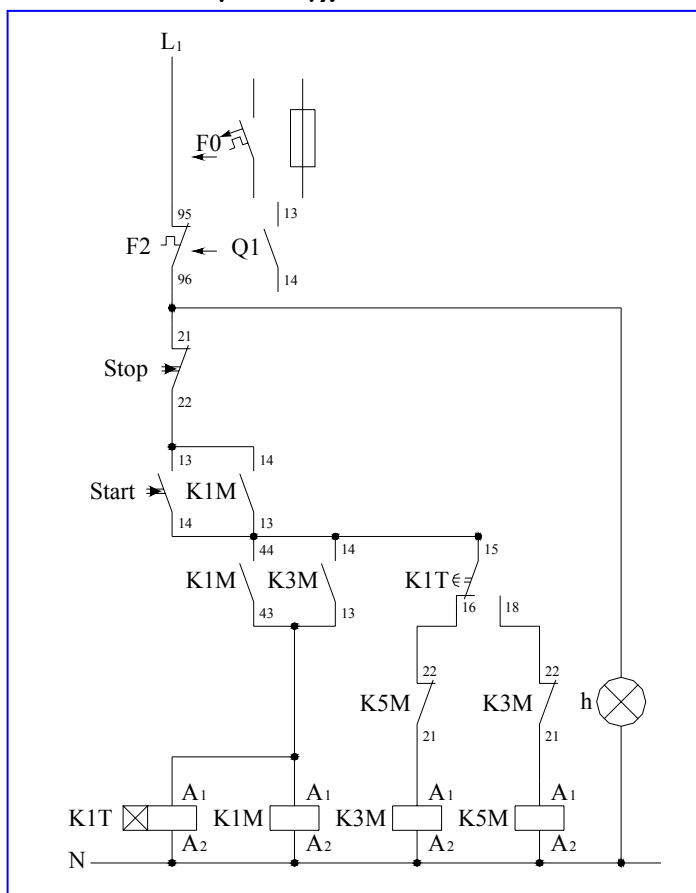 L1
F0
95
13
F2
Q1
96
14
21
Stop
22
13
14
Start
K1M
14
13
44
14
15
K1M
K3M
K1T
43
13
16
18
22
22
K5M
K3M
h
21
21
A1
A1
A1
A1
K1T
K1M
K3M
K5M
A2
A2
A2
A2
N